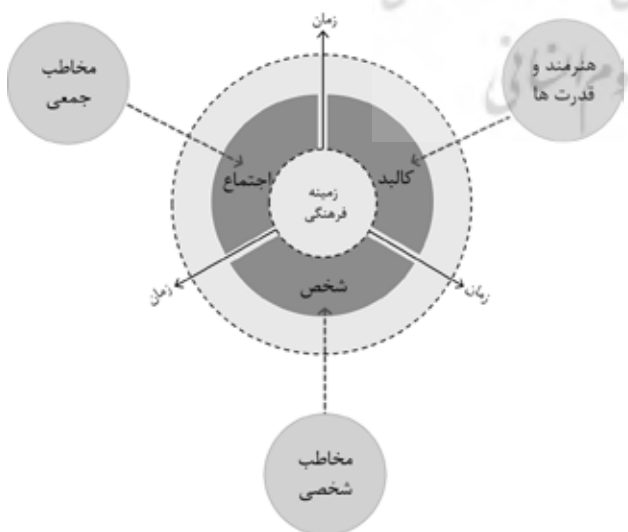 زمان
هنرمند و
قدرت ها
مخاطب
جمعی
کالبد
اجتماع
زمینه
فرهنگی
شخص
زمان
زمان
مخاطب
شخصی